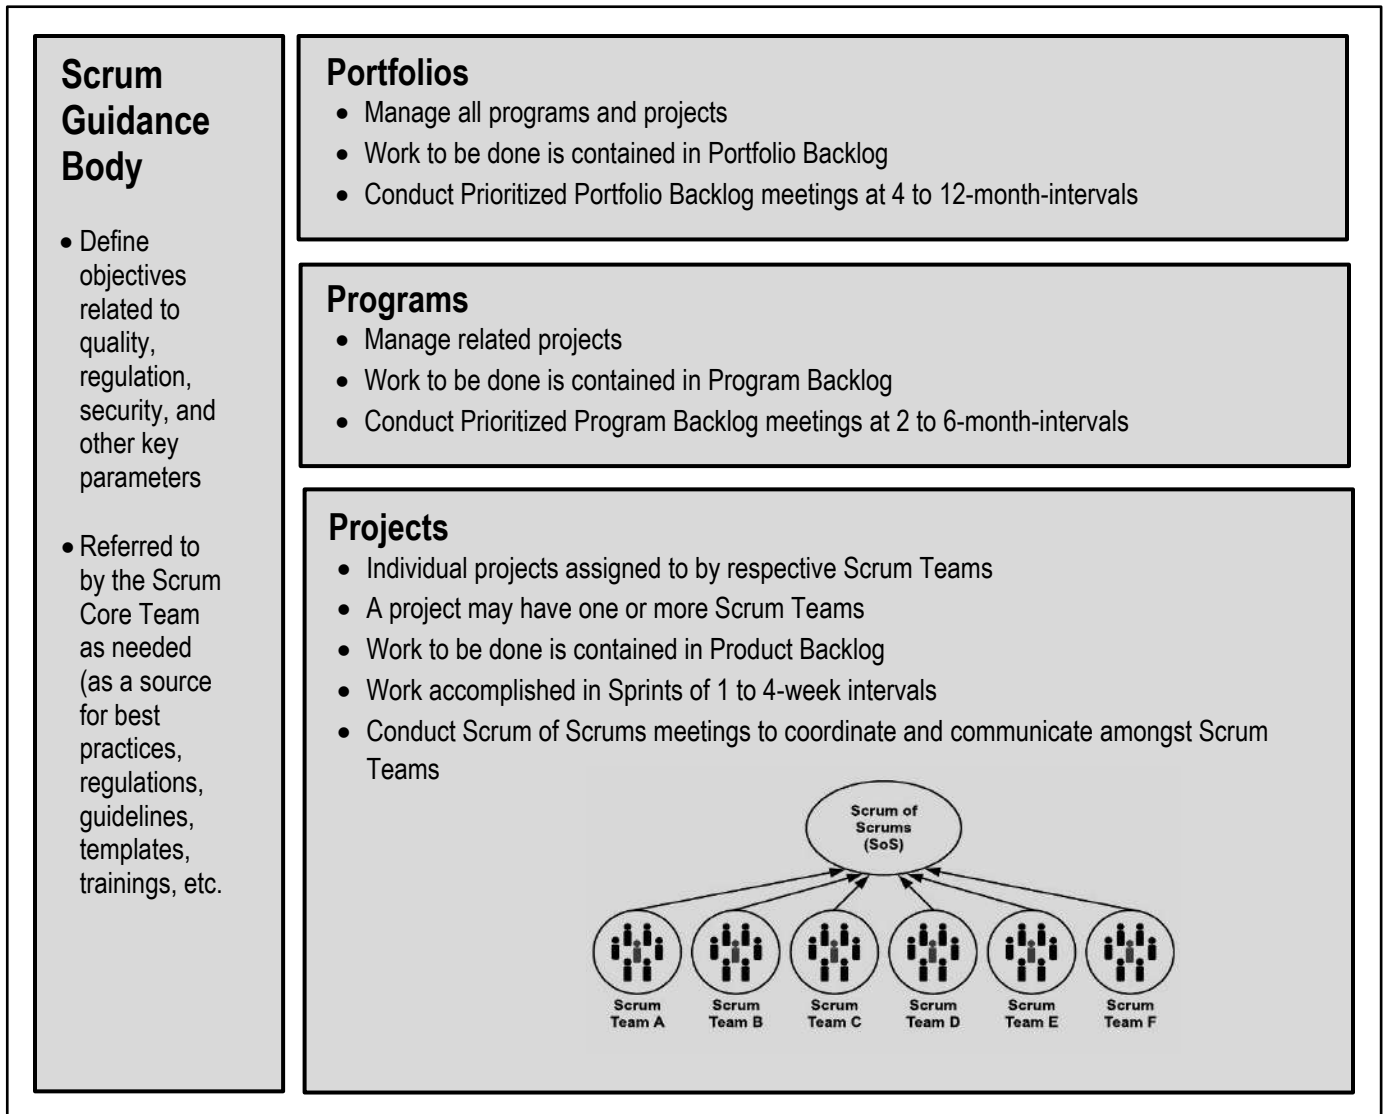 Scrum
Guidance
Body
• Define
objectives
related to
quality,
regulation,
security, and
other key
parameters
• Referred to
by the Scrum
Core Team
as needed
(as a source
for best
practices,
regulations,
guidelines,
templates,
trainings, etc.
Portfolios
• Manage all programs and projects
• Work to be done is contained in Portfolio Backlog
• Conduct Prioritized Portfolio Backlog meetings at 4 to 12-month-intervals
Programs
• Manage related projects
• Work to be done is contained in Program Backlog
• Conduct Prioritized Program Backlog meetings at 2 to 6-month-intervals
Projects
• Individual projects assigned to by respective Scrum Teams
• A project may have one or more Scrum Teams
• Work to be done is contained in Product Backlog
• Work accomplished in Sprints of 1 to 4-week intervals
• Conduct Scrum of Scrums meetings to coordinate and communicate amongst Scrum
Teams
Scrum of
Scrums
(SoS)
Scrum
Team A
Scrum
Team B
Scrum
Team C
Scrum
Team D
Scrum
Team E
Scrum
Team F